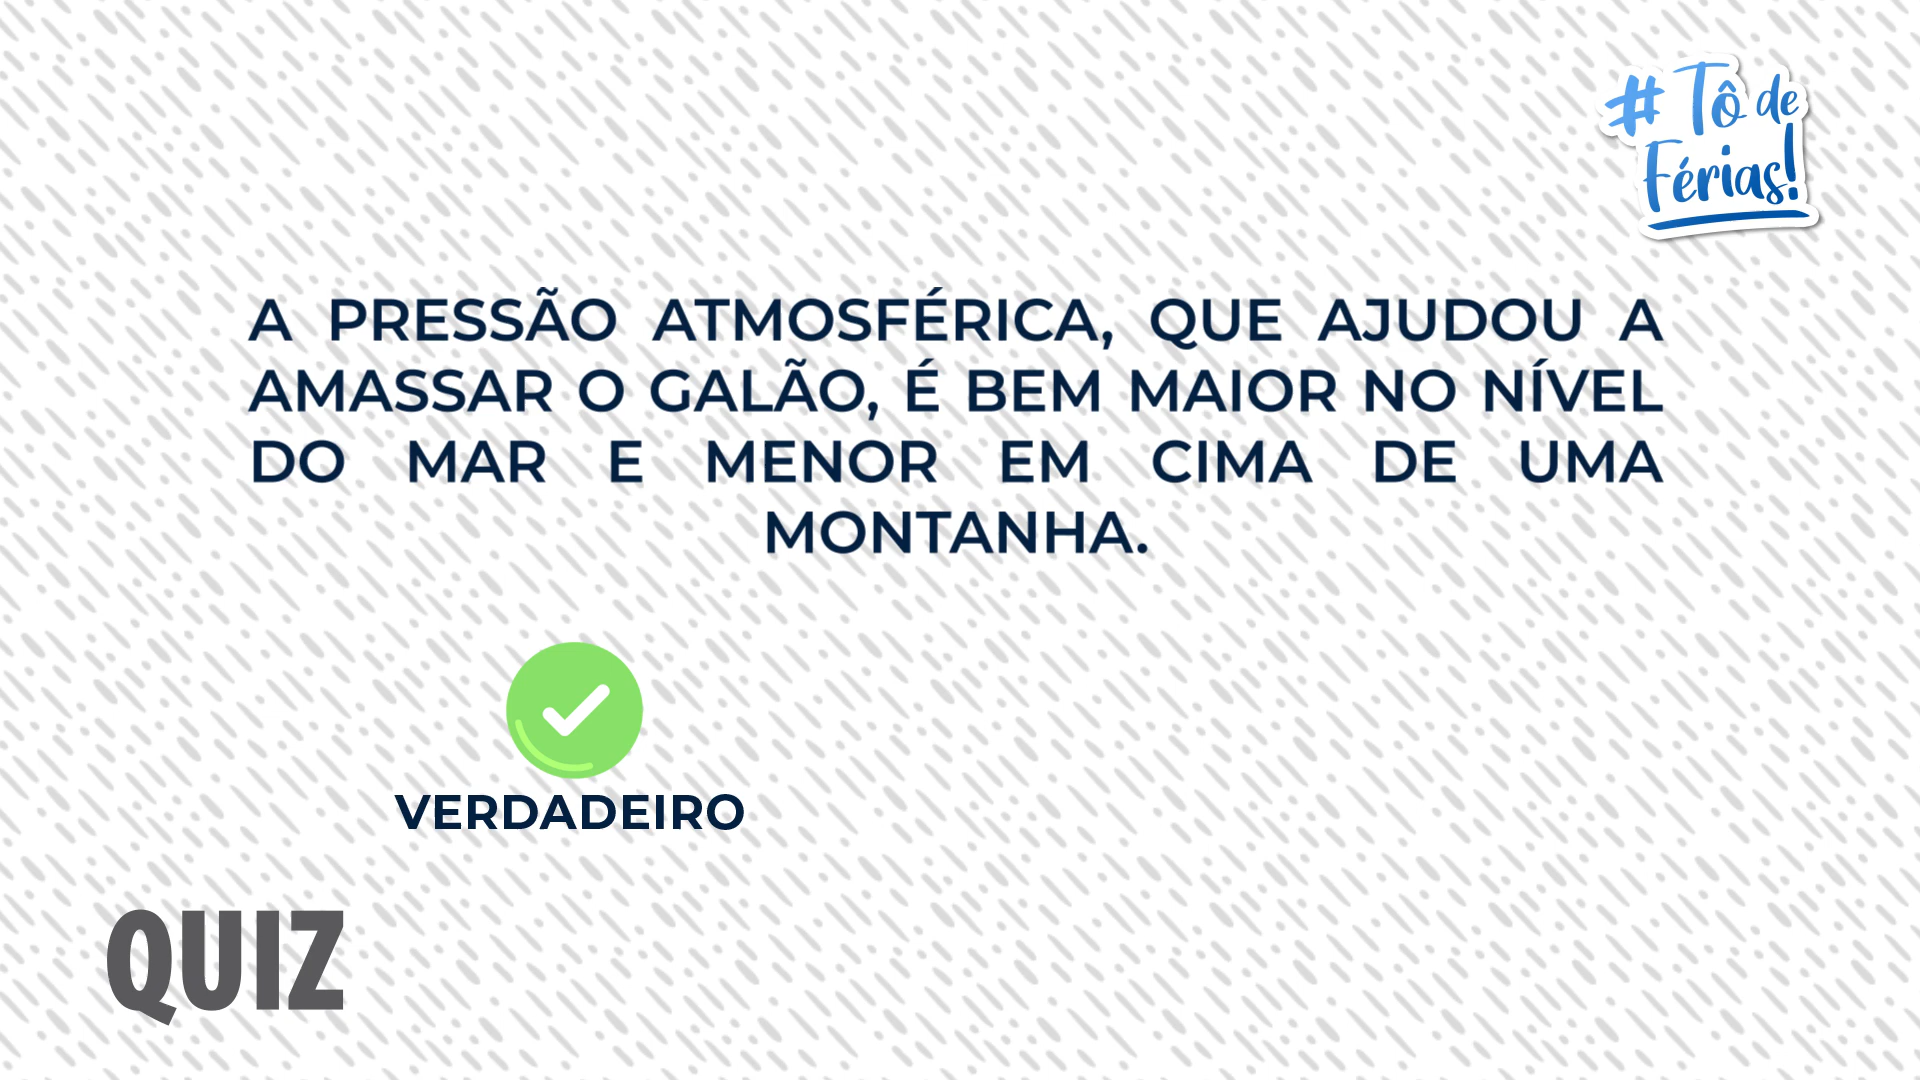 # Tô de
Férias!
A PRESSÃO ATMOSFÉRICA, QUE AJUDOU A
AMASSAR O GALÃO, É BEM MAIOR NO NÍVEL
DO MAR E MENOR EM CIMA DE UMA
MONTANHA.
VERDADEIRO
QUIZ